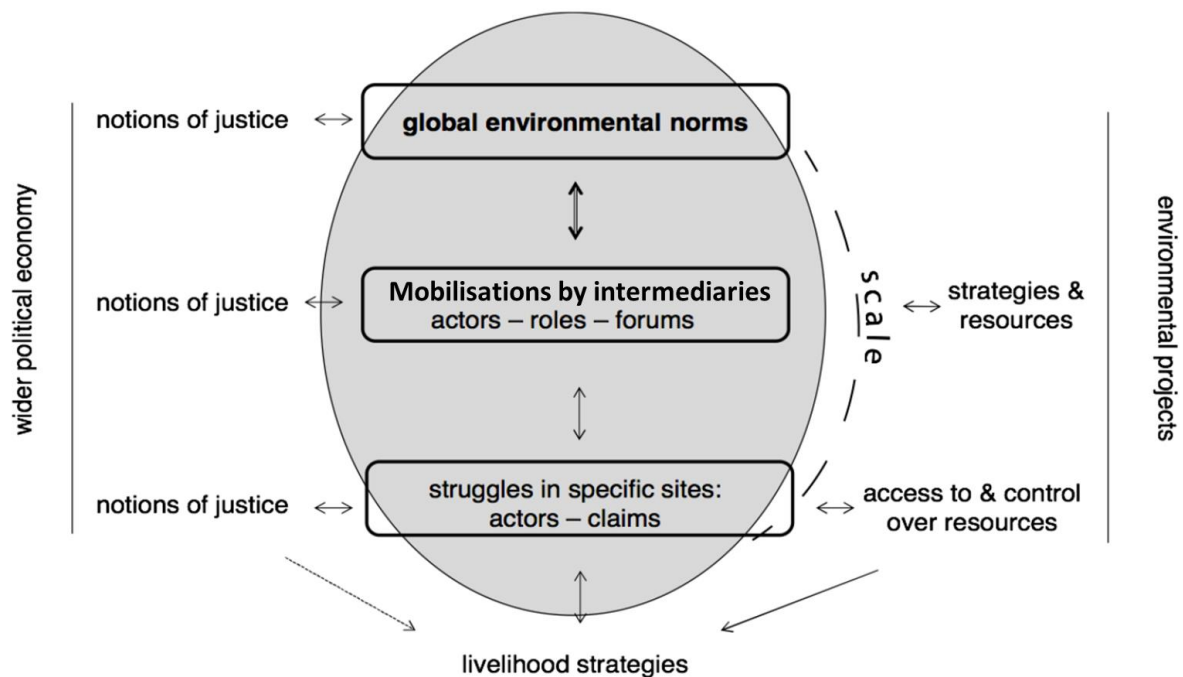 notions of justice
global environmental norms
wider political economy
notions of justice
Mobilisations by intermediaries
actors – roles – forums
scale
strategies &
resources
environmental projects
notions of justice
struggles in specific sites:
actors – claims
access to & control
over resources
livelihood strategies